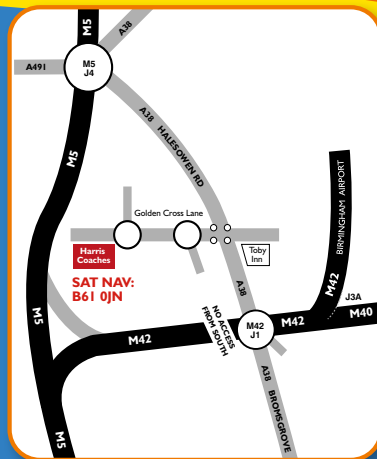 M5
A38
A491
M5
J4
A38 HALESOWEN RD
M5
BIRMINGHAM AIRPORT
Golden Cross Lane
Harris
Coaches
Toby
Inn
SAT NAV:
B61 0JN
A38
M42
J3A
M5
NO ACCESS
FROM SOUTH
M42
J1
M42
M40
M42
A38 BROMSGROVE
M5